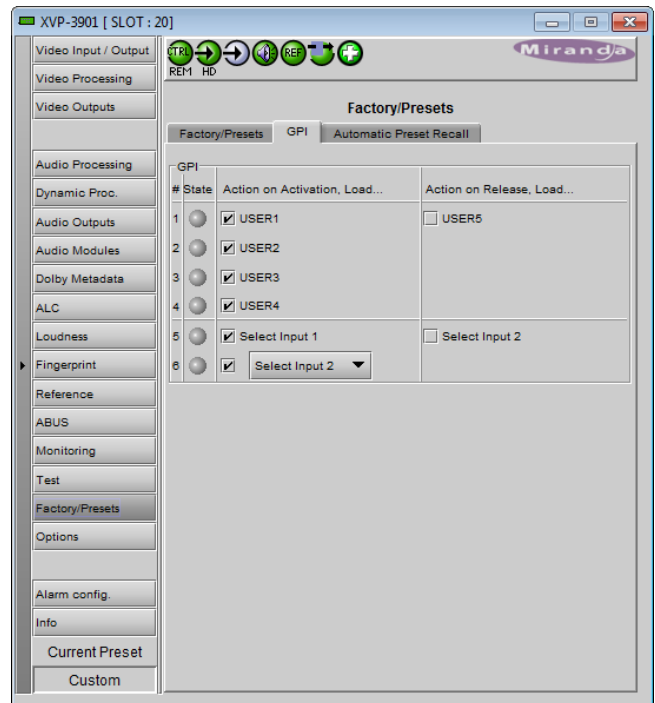 XVP-3901 [ SLOT : 20]
Video Input / Output
Video Processing
Video Outputs
Audio Processing
Dynamic Proc.
Audio Outputs
Audio Modules
Dolby Metadata
ALC
Loudness
Fingerprint
Reference
ABUS
Monitoring
Test
Factory/Presets
Options
Alarm config.
Info
Current Preset
Custom
CTRL
REF
REM HD
Miranda
Factory/Presets
Factory/Presets GPI Automatic Preset Recall
GPI
# State Action on Activation, Load... Action on Release, Load...
1 USER1 USER5
2 USER2
3 USER3
4 USER4
5 Select Input 1 Select Input 2
6 Select Input 2